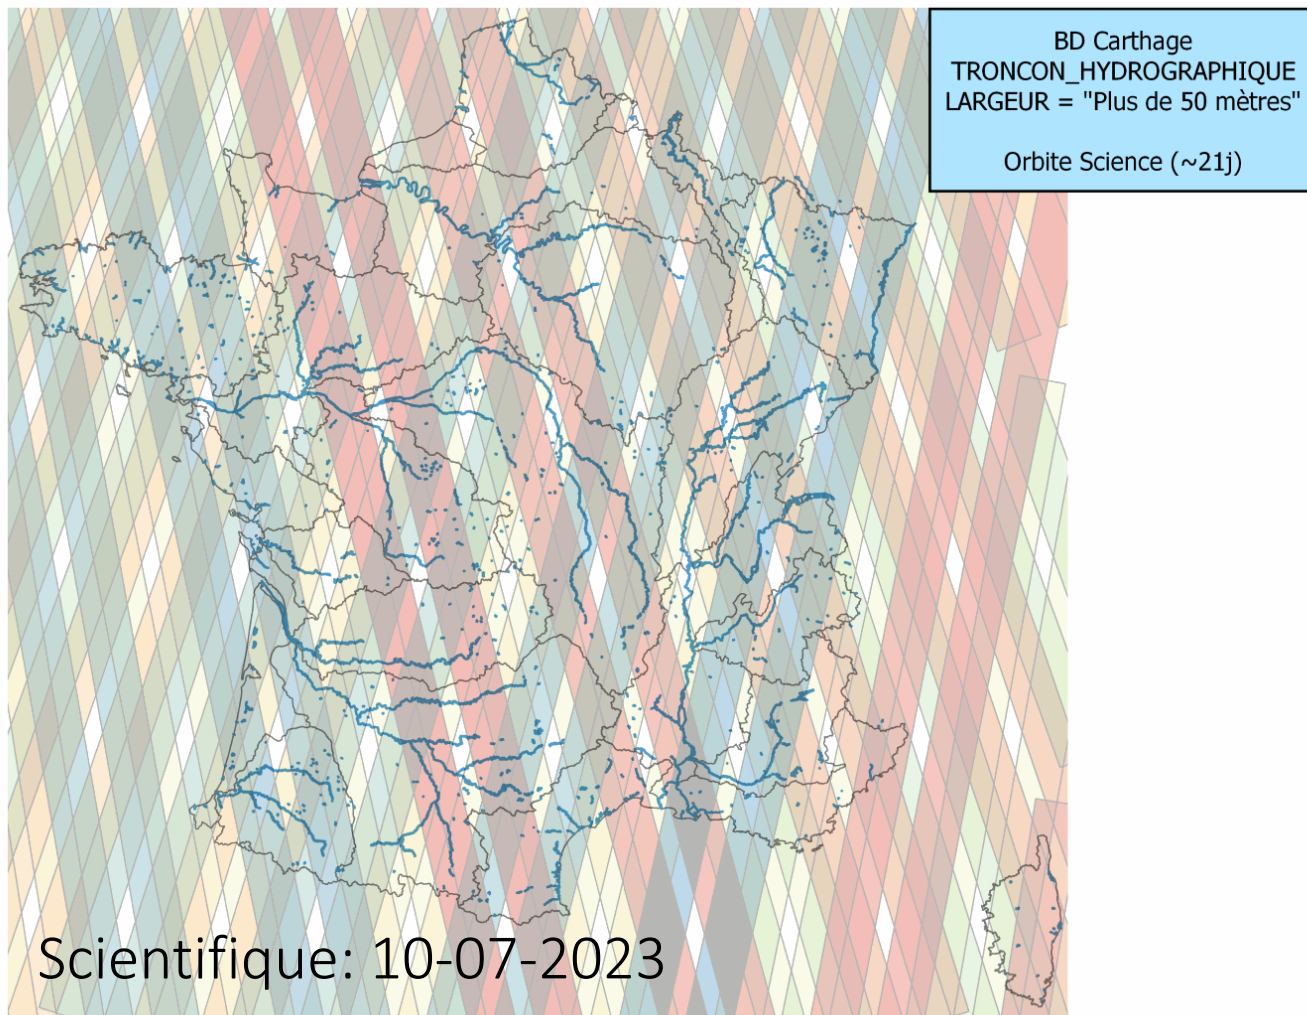 BD Carthage
TRONCON_HYDROGRAPHIQUE
LARGEUR = "Plus de 50 mètres"
Orbite Science (~21j)
Scientifique: 10-07-2023